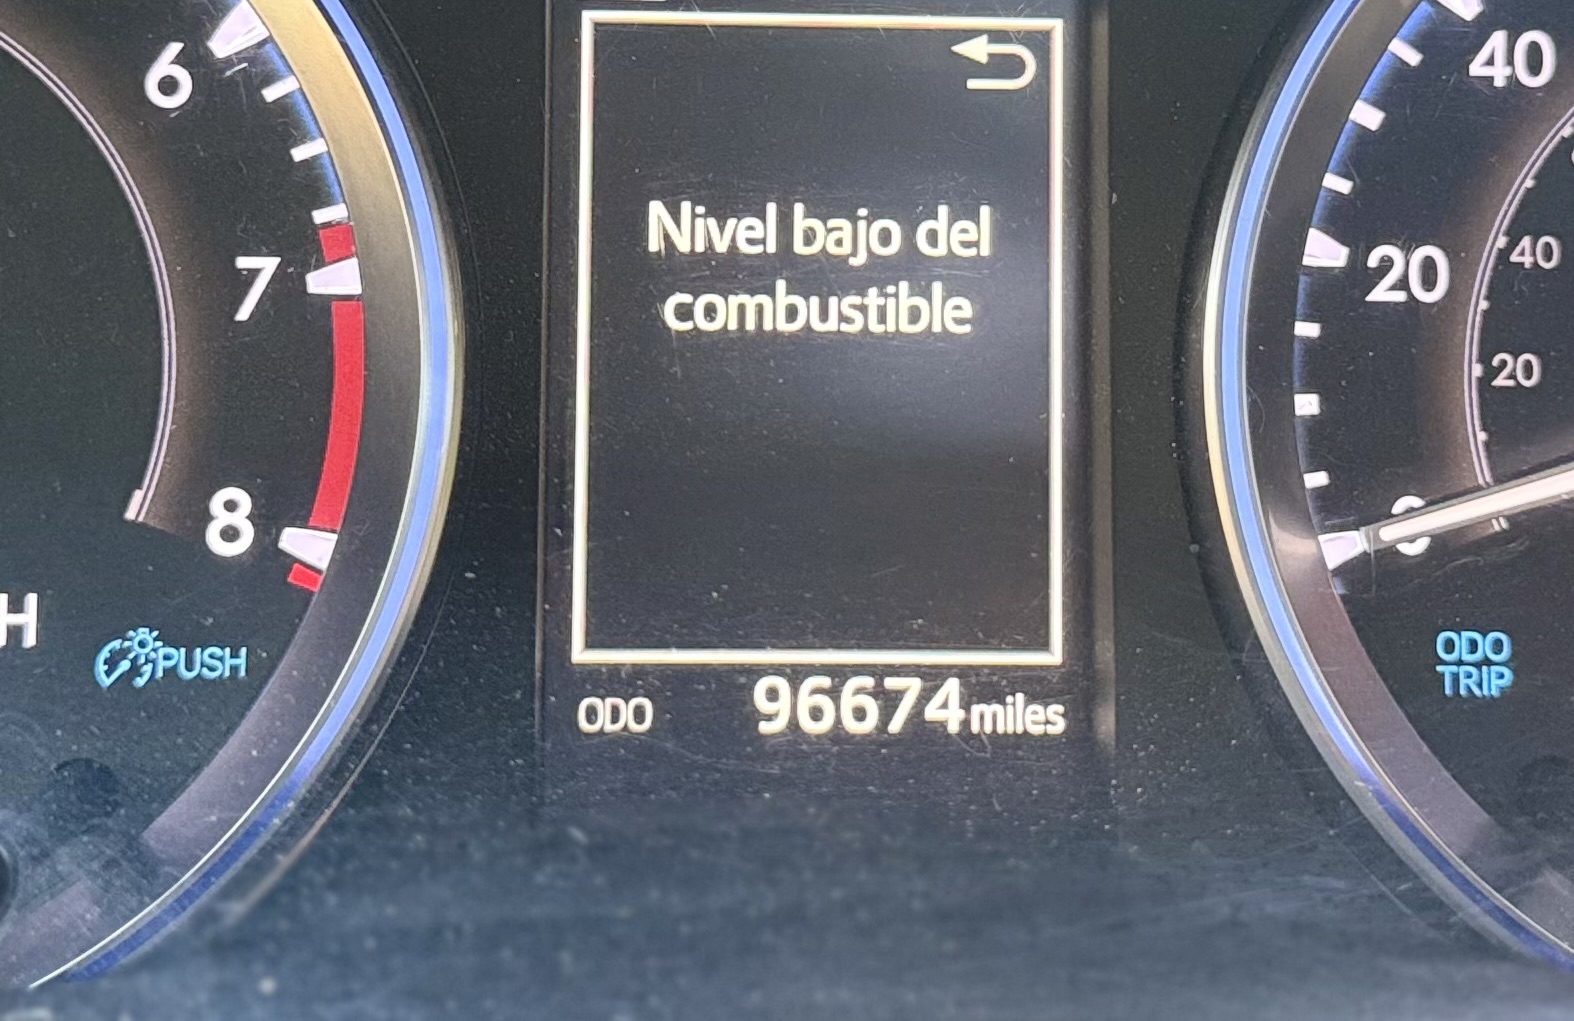 6
7
8
H
PUSH
Nivel bajo del
combustible
ODO 96674 miles
40
20
40
20
ODO
TRIP